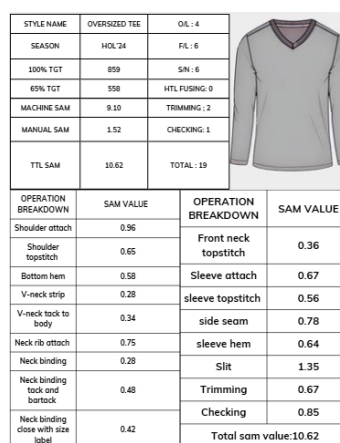 STYLE NAME OVERSIZED TEE O/L : 4
SEASON HOL'24 F/L : 6
100% TGT 859 S/N : 6
65% TGT 558 HTL FUSING: 0
MACHINE SAM 9.10 TRIMMING ; 2
MANUAL SAM 1.52 CHECKING: 1
TTL SAM 10.62 TOTAL : 19
OPERATION
BREAKDOWN SAM VALUE
Shoulder attach 0.96
Shoulder
topstitch 0.65
Bottom hem 0.58
V-neck strip 0.28
V-neck tack to
body 0.34
Neck rib attach 0.75
Neck binding 0.28
Neck binding
tack and
bartack 0.48
Neck binding
close with size
label 0.42
OPERATION
BREAKDOWN SAM VALUE
Front neck
topstitch 0.36
Sleeve attach 0.67
sleeve topstitch 0.56
side seam 0.78
sleeve hem 0.64
Slit 1.35
Trimming 0.67
Checking 0.85
Total sam value:10.62